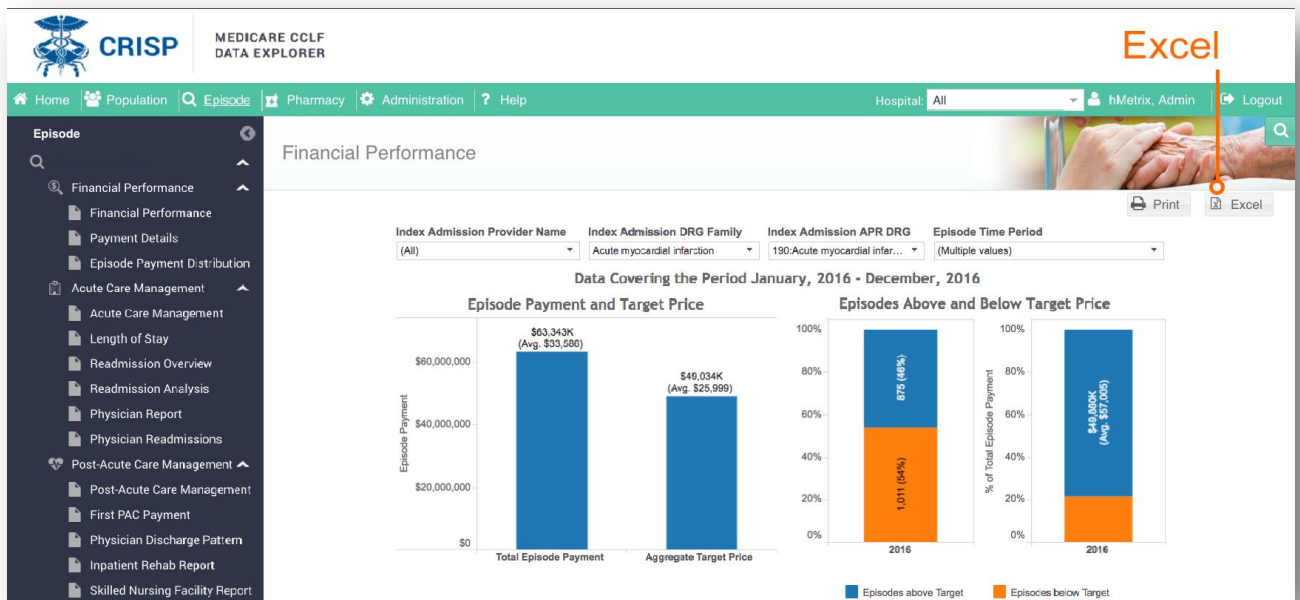 CRISP
MEDICARE CCLF
DATA EXPLORER
Excel
Home Population Episode Pharmacy Administration ? Help Hospital: All hMetrix, Admin Logout
Episode
Financial Performance
Financial Performance
Payment Details
Episode Payment Distribution
Acute Care Management
Acute Care Management
Length of Stay
Readmission Overview
Readmission Analysis
Physician Report
Physician Readmissions
Post-Acute Care Management
Post-Acute Care Management
First PAC Payment
Physician Discharge Pattern
Inpatient Rehab Report
Skilled Nursing Facility Report
Financial Performance
Print Excel
Index Admission Provider Name Index Admission DRG Family Index Admission APR DRG Episode Time Period
(All) Acute myocardial infarction 190:Acute myocardial infar... (Multiple values)
Data Covering the Period January, 2016 - December, 2016
Episode Payment and Target Price
Episode Payment
$60,000,000
$40,000,000
$20,000,000
$0
$63,343K
(Avg. $33,586)
$49,034K
(Avg. $25,999)
Total Episode Payment Aggregate Target Price
Episodes Above and Below Target Price
100%
80%
60%
40%
20%
0%
875 (46%)
1,011 (54%)
2016
% of Total Episode Payment
100%
80%
60%
40%
20%
0%
$49,880K
(Avg. $57,005)
2016
Episodes above Target Episodes below Target